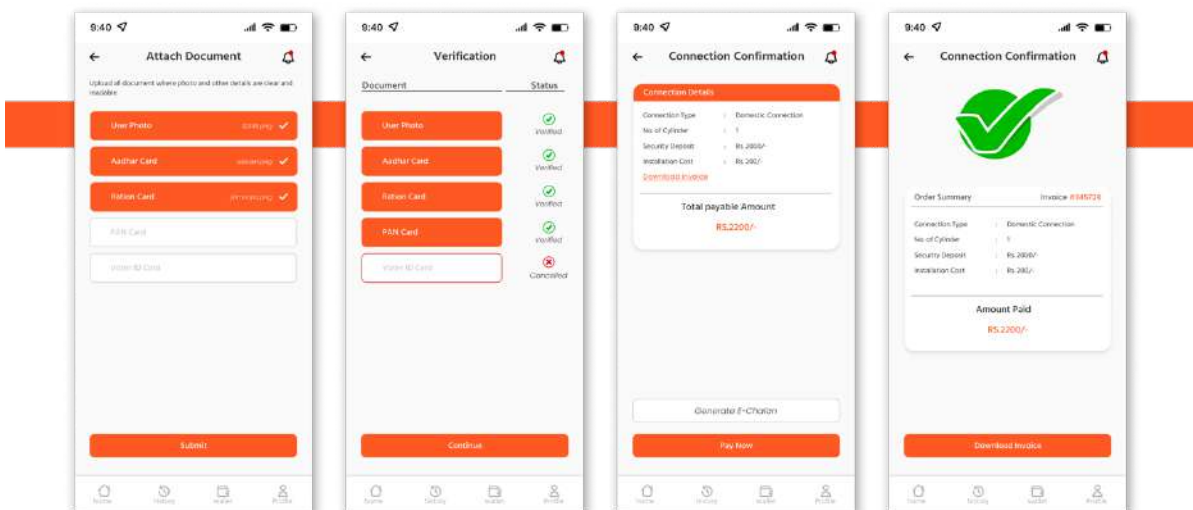 9:40
Attach Document
Upload all document where photo and other details are clear and readable
User Photo
Aadhar Card
Ration Card
PAN Card
Voter ID Card
Submit
Home
History
Wallet
Profile
9:40
Verification
Document
Status
User Photo
Verified
Aadhar Card
Verified
Ration Card
Verified
PAN Card
Verified
Voter ID Card
Cancelled
Continue
Home
History
Wallet
Profile
9:40
Connection Confirmation
Connection Details
Connection Type : Domestic Connection
No. of Cylinder : 1
Security Deposit : Rs. 2000/-
Installation Cost : Rs. 200/-
Download Invoice
Total payable Amount
RS.2200/-
Generate E-Chalan
Pay Now
Home
History
Wallet
Profile
9:40
Connection Confirmation
Order Summary
Invoice #345728
Connection Type : Domestic Connection
No. of Cylinder : 1
Security Deposit : Rs. 2000/-
Installation Cost : Rs. 200/-
Amount Paid
RS.2200/-
Download Invoice
Home
History
Wallet
Profile